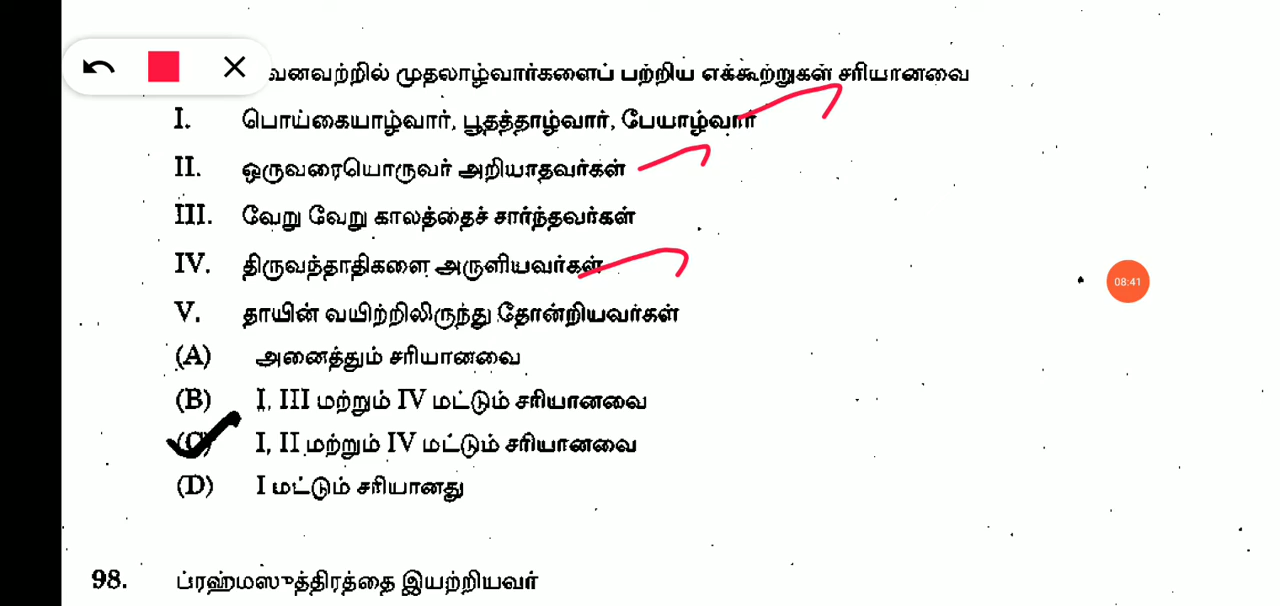 வனவற்றில் முதலாழ்வார்களைப் பற்றிய எக்கூற்றுகள் சரியானவை
I. பொய்கையாழ்வார், பூதத்தாழ்வார், பேயாழ்வார்
II. ஒருவரையொருவர் அறியாதவர்கள்
III. வேறு வேறு காலத்தைச் சார்ந்தவர்கள்
IV. திருவந்தாதிகளை அருளியவர்கள்
V. தாயின் வயிற்றிலிருந்து தோன்றியவர்கள்
08:41
(A) அனைத்தும் சரியானவை
(B) I, III மற்றும் IV மட்டும் சரியானவை
(C) I, II மற்றும் IV மட்டும் சரியானவை
(D) I மட்டும் சரியானது
98. ப்ரஹ்மஸுத்திரத்தை இயற்றியவர்